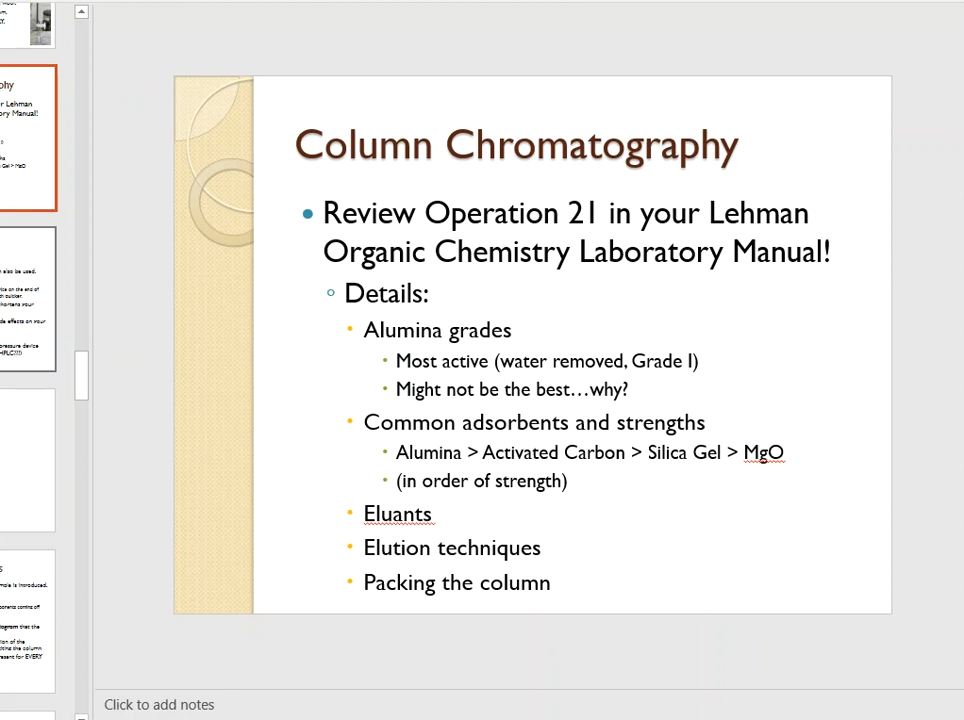 Column Chromatography
Review Operation 21 in your Lehman
Organic Chemistry Laboratory Manual!
Details:
Alumina grades
Most active (water removed, Grade I)
Might not be the best...why?
Common adsorbents and strengths
Alumina > Activated Carbon > Silica Gel > MgO
(in order of strength)
Eluants
Elution techniques
Packing the column
Click to add notes